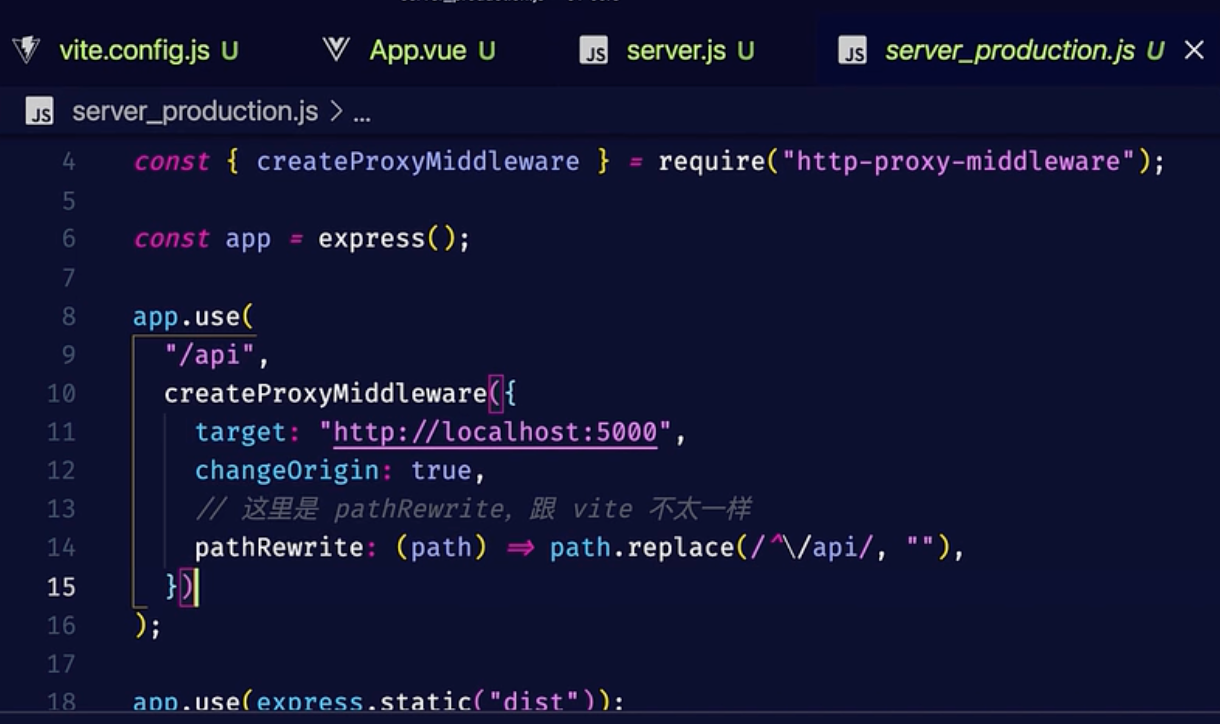 vite.config.js U App.vue U JS server.js U JS server_production.js U ×
JS server_production.js > ...
4 const { createProxyMiddleware } = require("http-proxy-middleware");
5
6 const app = express();
7
8 app.use(
9 "/api",
10 createProxyMiddleware({
11 target: "http://localhost:5000",
12 changeOrigin: true,
13 // 这里是 pathRewrite, 跟 vite 不太一样
14 pathRewrite: (path) => path.replace(/^\/api/, ""),
15 })
16 );
17
18 app.use(express.static("dist"));